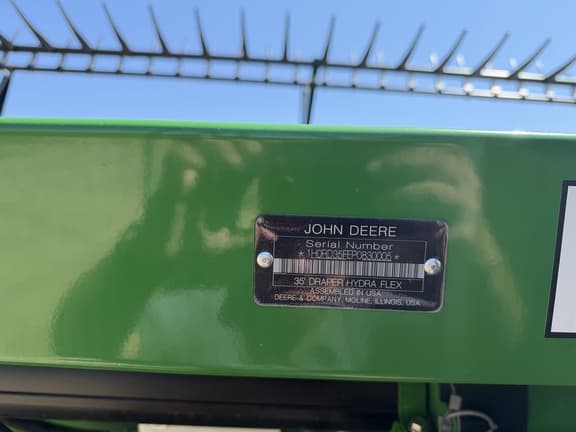 JOHN DEERE
Serial Number
*1H0RD35FEP0830005*
35' DRAPER HYDRA FLEX
ASSEMBLED IN USA
DEERE & COMPANY, MOLINE, ILLINOIS, USA